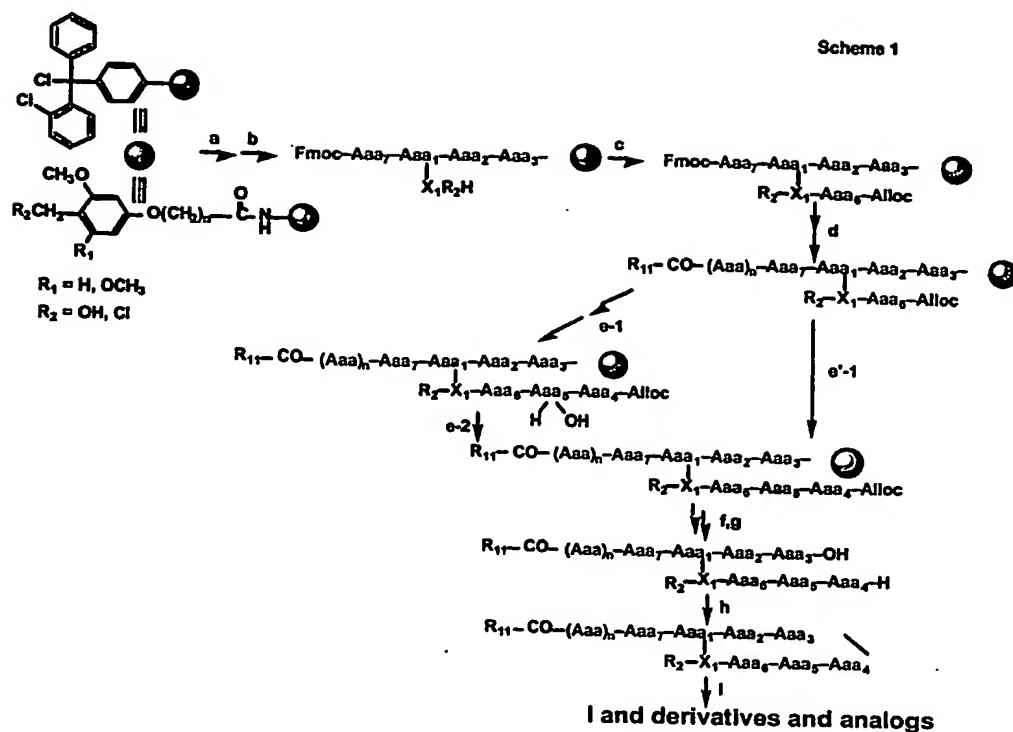 Scheme 1
Cl
Cl
a b
Fmoc–Aaa₇–Aaa₁–Aaa₂–Aaa₃–
X₁R₂H
c
Fmoc–Aaa₇–Aaa₁–Aaa₂–Aaa₃–
R₂–X₁–Aaa₆–Alloc
CH₃O
R₂CH₂
O(CH₂)ₙ–C–N–
O
H
R₁
R₁ = H, OCH₃
R₂ = OH, Cl
d
R₁₁–CO–(Aaa)ₙ–Aaa₇–Aaa₁–Aaa₂–Aaa₃–
R₂–X₁–Aaa₆–Alloc
e-1
e'-1
R₁₁–CO–(Aaa)ₙ–Aaa₇–Aaa₁–Aaa₂–Aaa₃–
R₂–X₁–Aaa₆–Aaa₅–Aaa₄–Alloc
H OH
e-2
R₁₁–CO–(Aaa)ₙ–Aaa₇–Aaa₁–Aaa₂–Aaa₃–
R₂–X₁–Aaa₆–Aaa₅–Aaa₄–Alloc
f,g
R₁₁–CO–(Aaa)ₙ–Aaa₇–Aaa₁–Aaa₂–Aaa₃–OH
R₂–X₁–Aaa₆–Aaa₅–Aaa₄–H
h
R₁₁–CO–(Aaa)ₙ–Aaa₇–Aaa₁–Aaa₂–Aaa₃
R₂–X₁–Aaa₆–Aaa₅–Aaa₄
I
I and derivatives and analogs